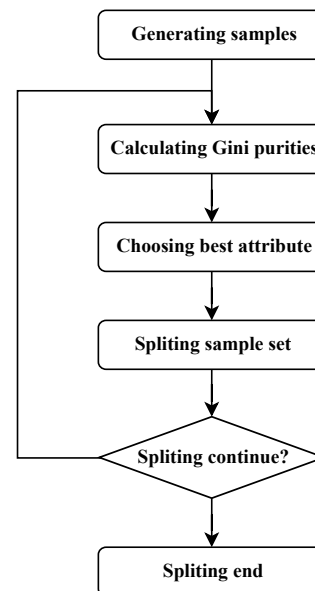 Generating samples
Calculating Gini purities
Choosing best attribute
Spliting sample set
Spliting continue?
Spliting end